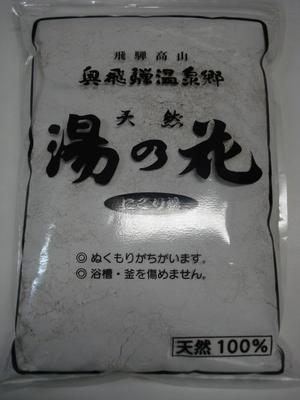 飛騨高山
奥飛騨温泉郷
天然
湯の花
にごり湯
◎ぬくもりがちがいます。
◎浴槽・釜を傷めません。
天然100%